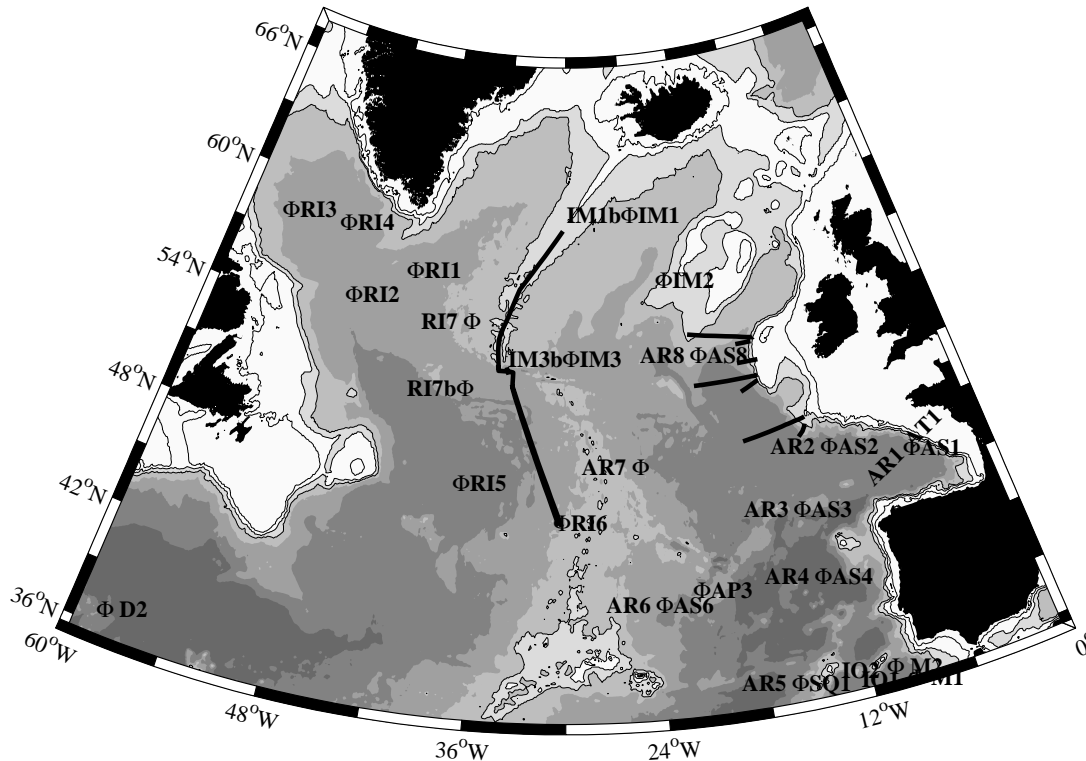 66°N
60°N
54°N
48°N
42°N
36°N
60°W
48°W
36°W
24°W
12°W
ΦRI3
ΦRI4
IM1bΦIM1
ΦRI1
ΦRI2
ΦIM2
RI7 Φ
IM3bΦIM3
AR8 ΦAS8
RI7bΦ
AR2 ΦAS2
AR1 ΦAS1
AR7 Φ
ΦRI5
AR3 ΦAS3
ΦRI6
AR4 ΦAS4
ΦAP3
AR6 ΦAS6
Φ D2
Φ M2
AR5 ΦSQ1